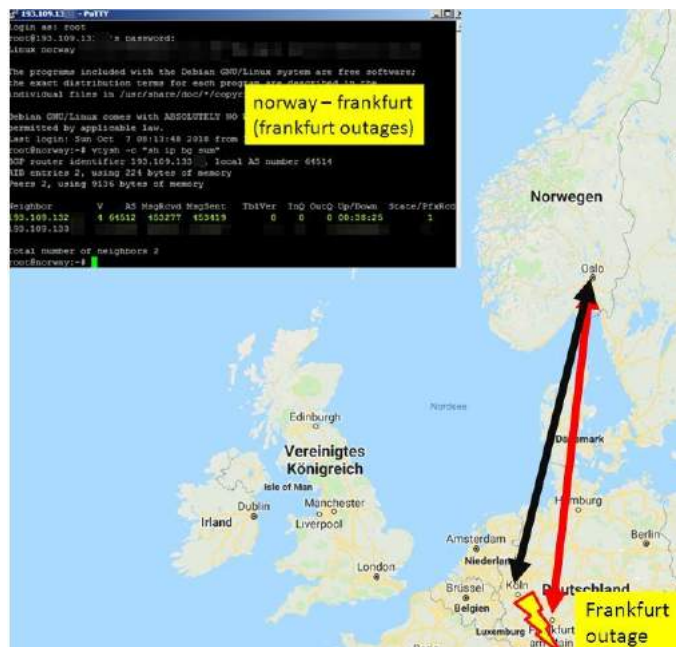 193.109.13 - PuTTY
login as: root
root@193.109.13 's password:
Linux norway
The programs included with the Debian GNU/Linux system are free software;
the exact distribution terms for each program are described in the
individual files in /usr/share/doc/*/copyr
Debian GNU/Linux comes with ABSOLUTELY NO
permitted by applicable law.
Last login: Sun Oct 7 08:13:48 2018 from
root@norway:~# vtysh -c "sh ip bg sum"
BGP router identifier 193.109.133 , local AS number 64514
RIB entries 2, using 224 bytes of memory
Peers 2, using 9136 bytes of memory
Neighbor V AS MsgRcvd MsgSent TblVer InQ OutQ Up/Down State/PfxRcd
193.109.132 4 64512 453277 453419 0 0 0 00:38:25 1
193.109.133
Total number of neighbors 2
root@norway:~#
norway – frankfurt
(frankfurt outages)
Norwegen
Oslo
Nordsee
Edinburgh
Vereinigtes
Königreich
Isle of Man
Dublin
Irland
Manchester
Liverpool
London
Hamburg
Berlin
Amsterdam
Köln
Brüssel
Belgien
Deutschland
Luxemburg
Frankfurt
am Main
Frankfurt
outage